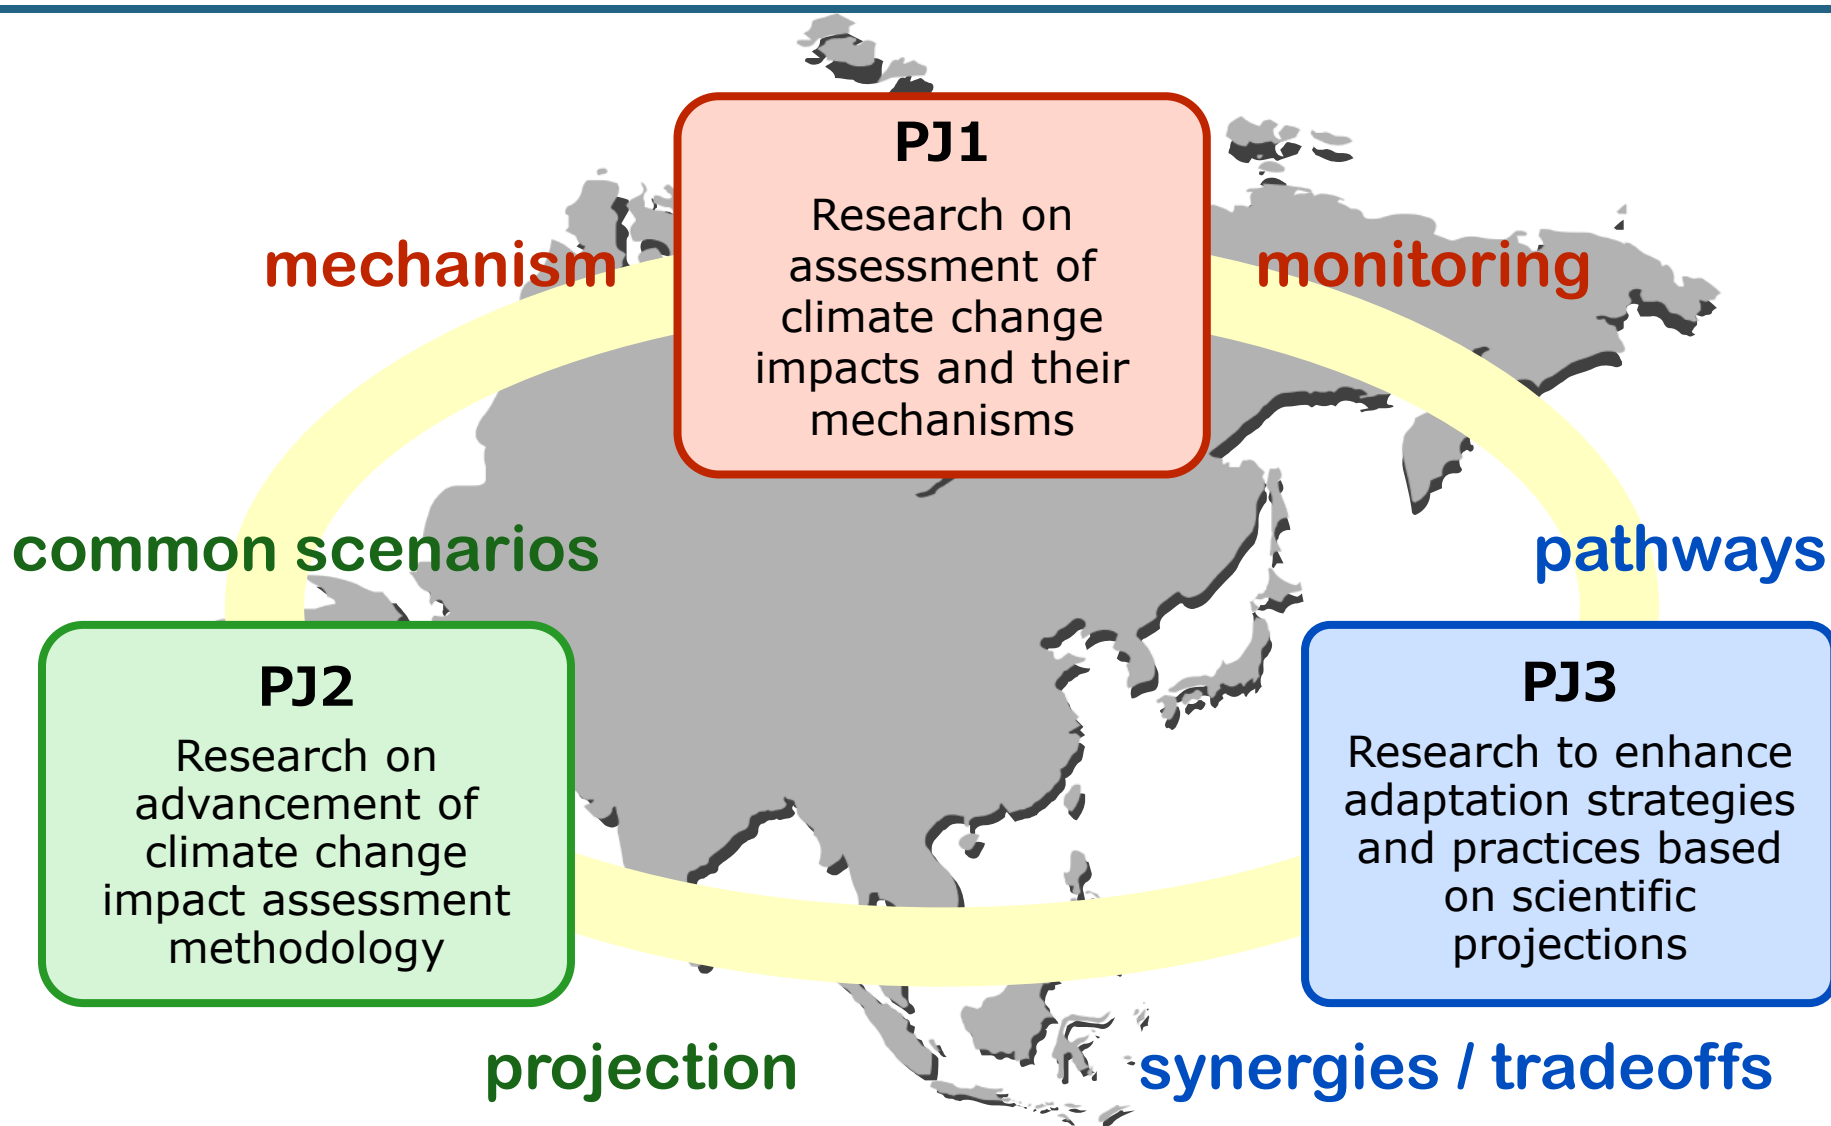 PJ1
Research on
assessment of
climate change
impacts and their
mechanisms
mechanism
monitoring
common scenarios
pathways
PJ2
Research on
advancement of
climate change
impact assessment
methodology
PJ3
Research to enhance
adaptation strategies
and practices based
on scientific
projections
projection
synergies / tradeoffs